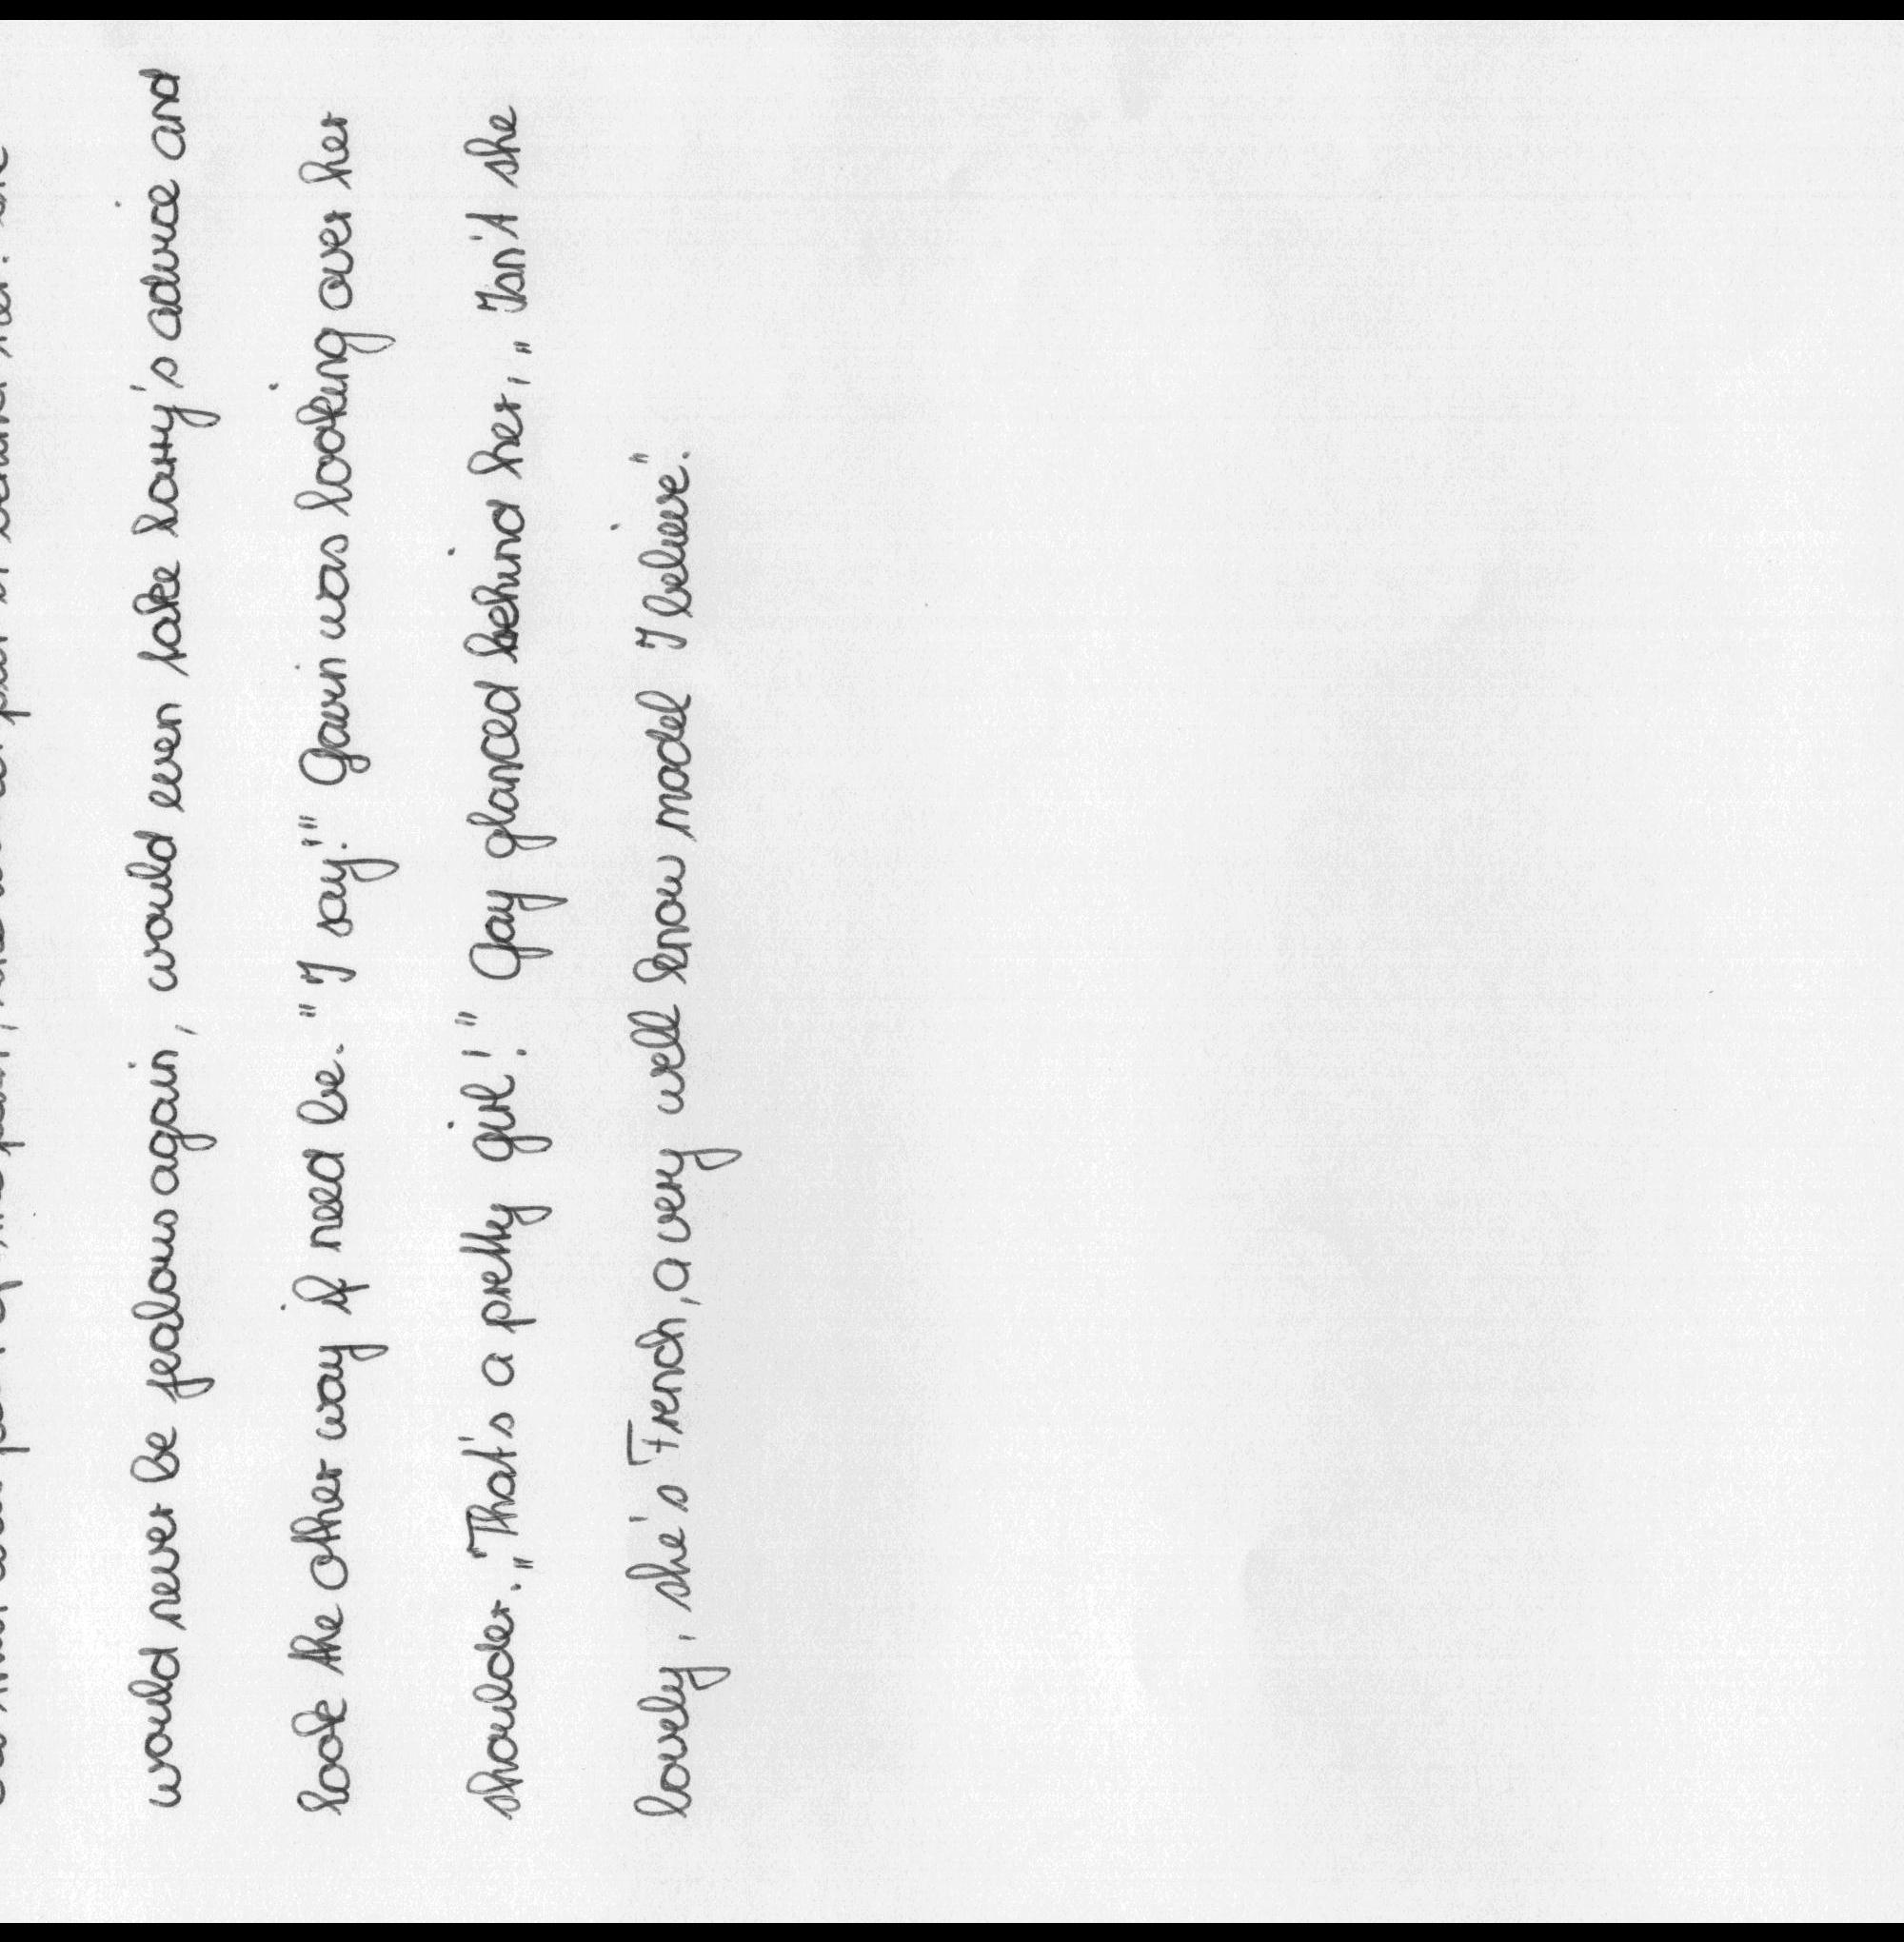 would never be jealous again, would even take Larry's advice and
look the other way if need be. "I say!" Gavin was looking over her
shoulder. "That's a pretty girl!" Gay glanced behind her, "Isn't she
lovely, she's French, a very well know model I believe."